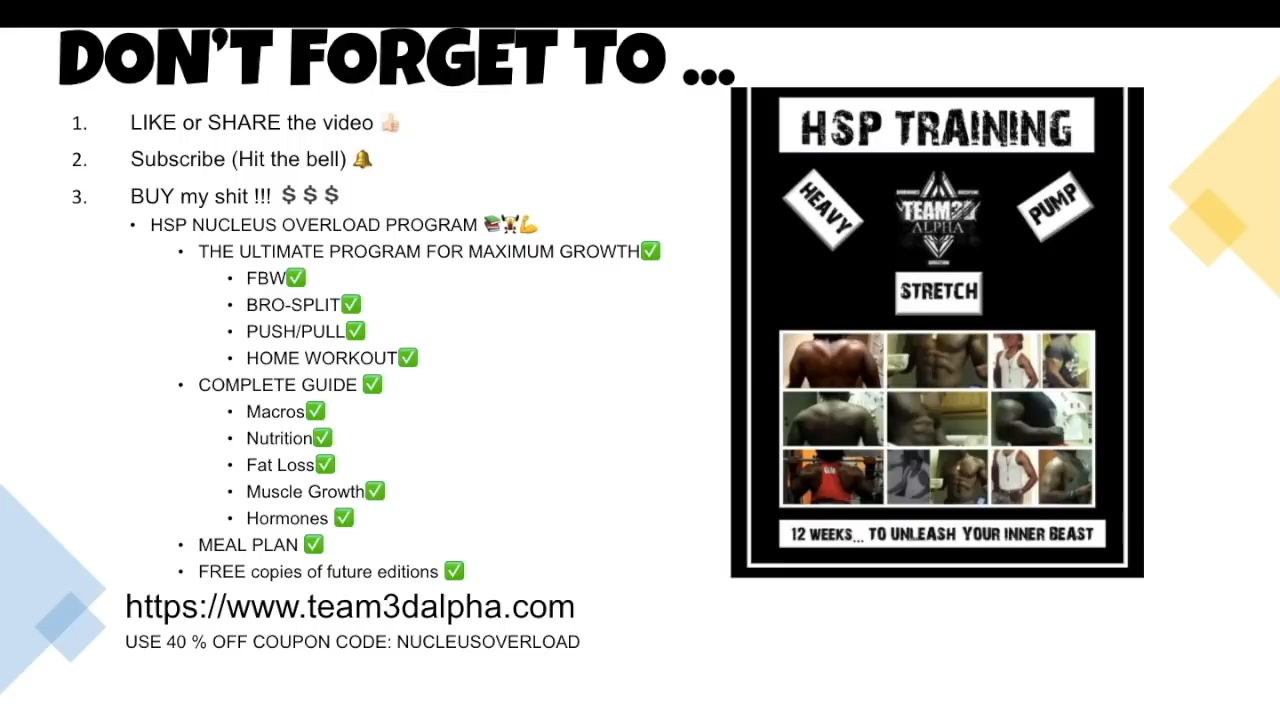 DON'T FORGET TO ...
1. LIKE or SHARE the video 👍🏻
2. Subscribe (Hit the bell) 🔔
3. BUY my shit !!! $ $ $
• HSP NUCLEUS OVERLOAD PROGRAM 📚🏋️💪
• THE ULTIMATE PROGRAM FOR MAXIMUM GROWTH✅
• FBW✅
• BRO-SPLIT✅
• PUSH/PULL✅
• HOME WORKOUT✅
• COMPLETE GUIDE ✅
• Macros✅
• Nutrition✅
• Fat Loss✅
• Muscle Growth✅
• Hormones ✅
• MEAL PLAN ✅
• FREE copies of future editions ✅
https://www.team3dalpha.com
USE 40 % OFF COUPON CODE: NUCLEUSOVERLOAD
HSP TRAINING
HEAVY
TEAM3D
ALPHA
PUMP
STRETCH
12 WEEKS... TO UNLEASH YOUR INNER BEAST